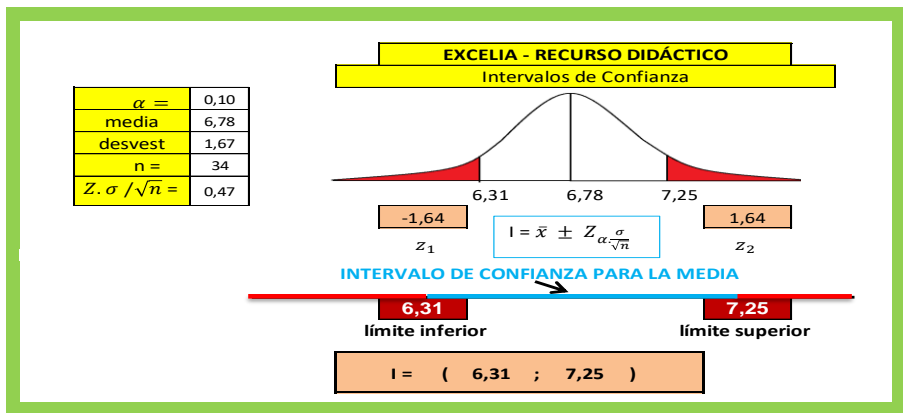 EXCELIA - RECURSO DIDÁCTICO
Intervalos de Confianza
α = 0,10
media 6,78
desvest 1,67
n = 34
Z. σ /√n = 0,47
6,31 6,78 7,25
-1,64 1,64
I = x̄ ± Zα.σ/√n
z₁ z₂
INTERVALO DE CONFIANZA PARA LA MEDIA
6,31 7,25
límite inferior límite superior
I = ( 6,31 ; 7,25 )